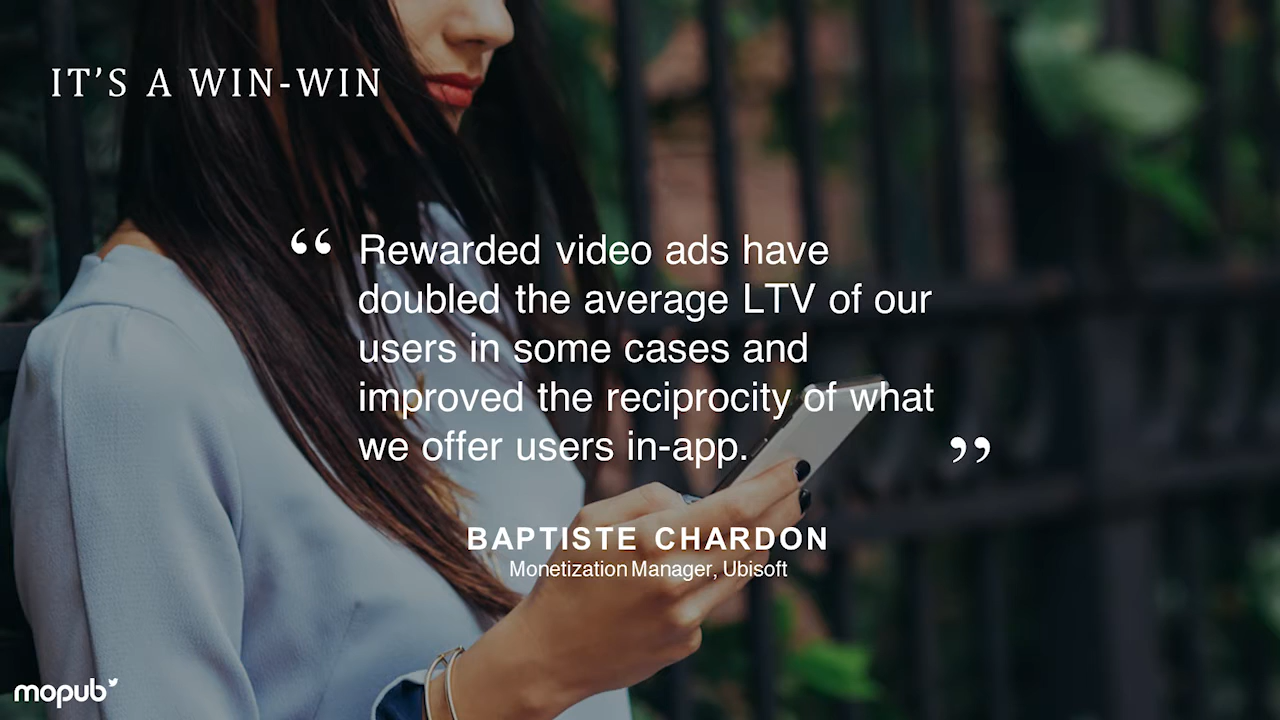 IT’S A WIN-WIN
“ Rewarded video ads have
doubled the average LTV of our
users in some cases and
improved the reciprocity of what
we offer users in-app. ”
BAPTISTE CHARDON
Monetization Manager, Ubisoft
mopub